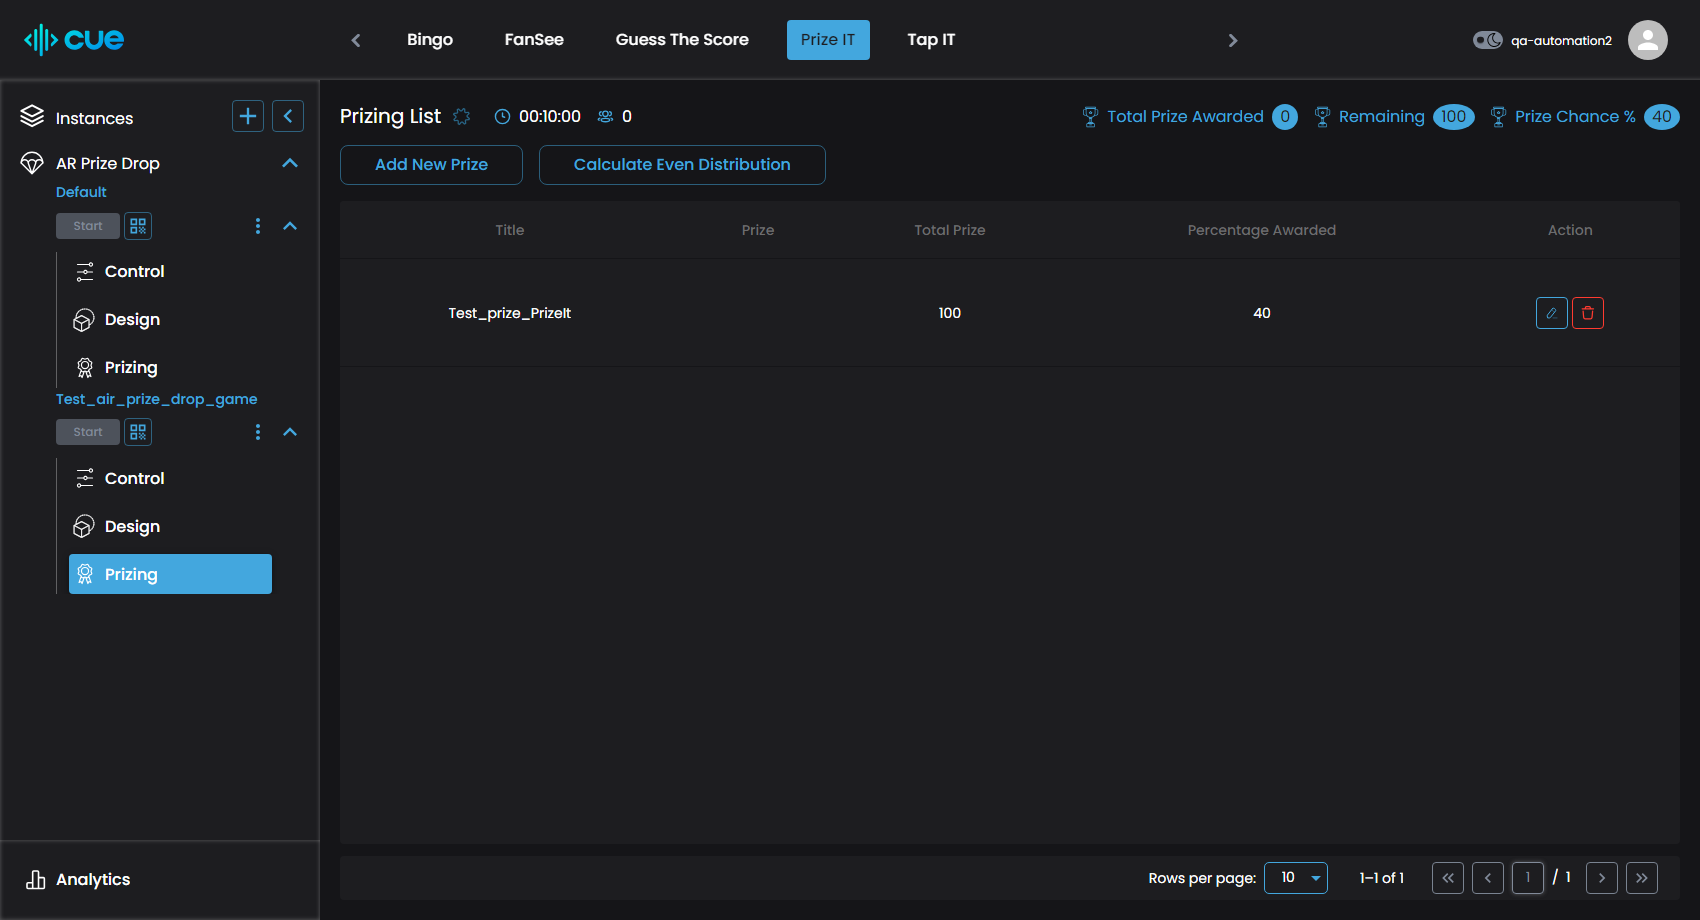 cue
Bingo
FanSee
Guess The Score
Prize IT
Tap IT
qa-automation2
Instances
AR Prize Drop
Default
Start
Control
Design
Prizing
Test_air_prize_drop_game
Start
Control
Design
Prizing
Analytics
Prizing List
00:10:00
0
Total Prize Awarded 0
Remaining 100
Prize Chance % 40
Add New Prize
Calculate Even Distribution
Title Prize Total Prize Percentage Awarded Action
Test_prize_PrizeIt 100 40
Rows per page: 10 1-1 of 1 1 / 1